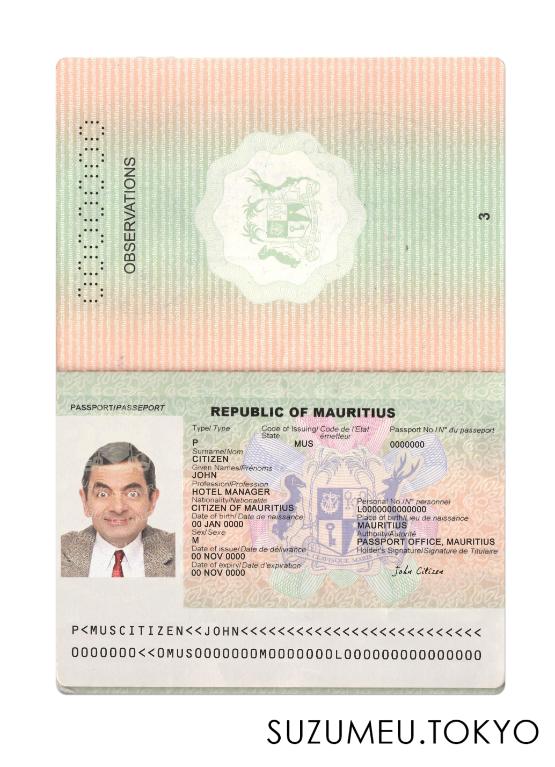 OBSERVATIONS
3
PASSPORT/PASSEPORT
REPUBLIC OF MAURITIUS
Type/ Type
Code of Issuing/ Code de l'Etat
State émetteur
Passport No./N° du passeport
P
MUS
0000000
Surname/Nom
CITIZEN
Given Names/Prénoms
JOHN
Profession/Profession
HOTEL MANAGER
Nationality/Nationalité
CITIZEN OF MAURITIUS
Personal No./N° personnel
L0000000000000
Date of birth/ Date de naissance
Place of birth/Lieu de naissance
00 JAN 0000
MAURITIUS
Sex/Sexe
Authority/Autorité
M
PASSPORT OFFICE, MAURITIUS
Date of issue/Date de délivrance
Holder's Signature/Signature de Titulaire
00 NOV 0000
Date of expiry/Date d'expiration
00 NOV 0000
John Citizen
P<MUSCITIZEN<<JOHN<<<<<<<<<<<<<<<<<<<<<<<<<<
0000000<<0MUS0000000M0000000L00000000000000
SUZUMEU.TOKYO